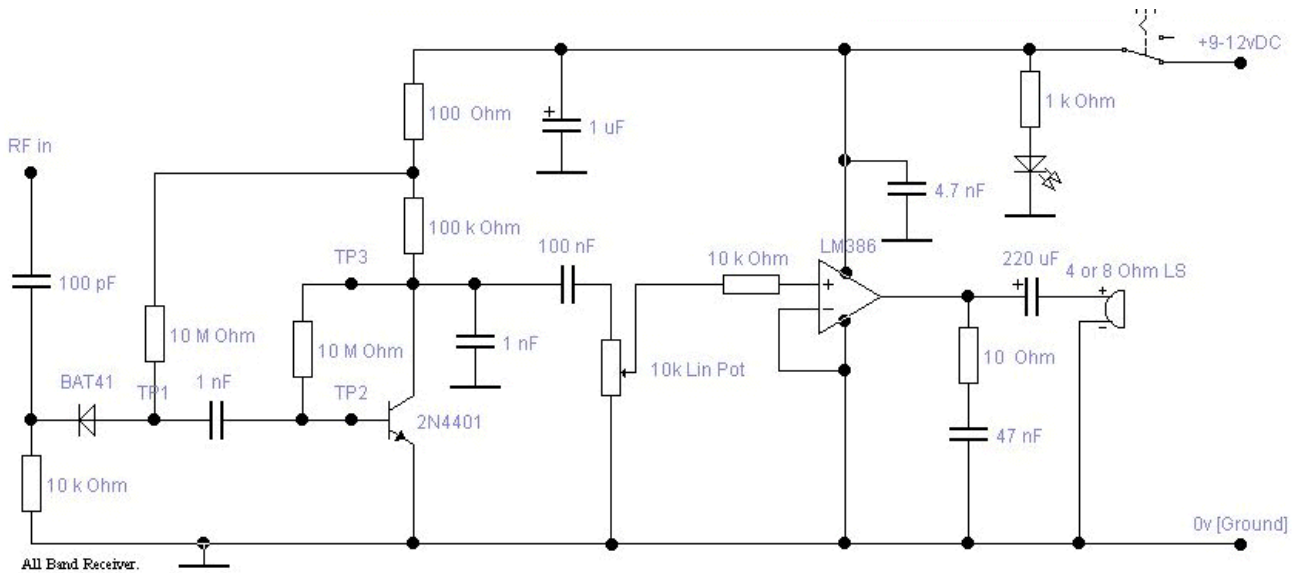 +9-12vDC
100 Ohm
1 uF
1 k Ohm
RF in
4.7 nF
100 k Ohm
100 nF
LM386
TP3
10 k Ohm
220 uF
4 or 8 Ohm LS
100 pF
+
+
+
+
-
-
10 M Ohm
10 M Ohm
1 nF
10k Lin Pot
10 Ohm
BAT41
TP1
1 nF
TP2
2N4401
47 nF
10 k Ohm
0v [Ground]
All Band Receiver.